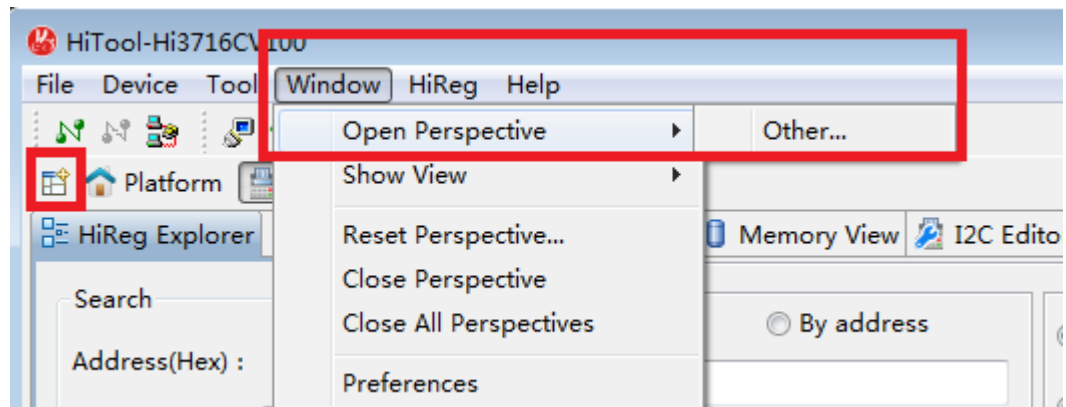 HiTool-Hi3716CV100
File Device Tool Window HiReg Help
Open Perspective Other...
Platform Show View
HiReg Explorer Reset Perspective... Memory View I2C Edito
Close Perspective
Search Close All Perspectives By address
Address(Hex) :
Preferences